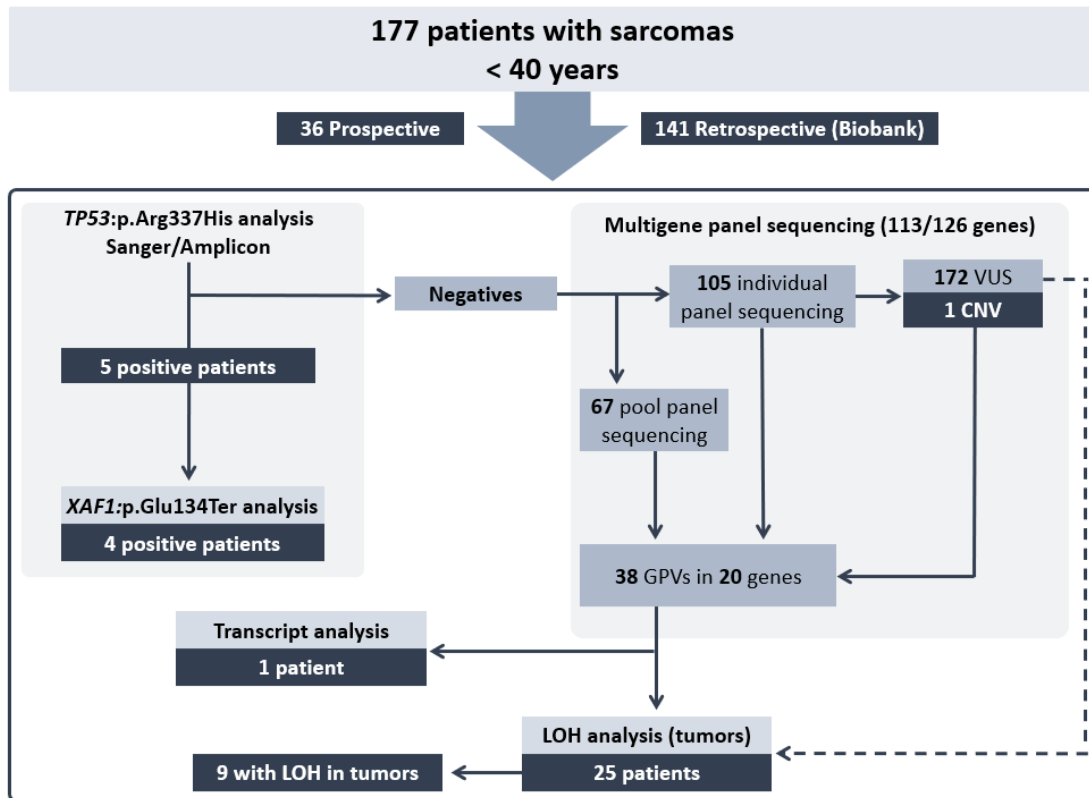 177 patients with sarcomas
< 40 years
36 Prospective
141 Retrospective (Biobank)
TP53:p.Arg337His analysis
Sanger/Amplicon
Multigene panel sequencing (113/126 genes)
Negatives
105 individual
panel sequencing
172 VUS
1 CNV
5 positive patients
67 pool panel
sequencing
XAF1:p.Glu134Ter analysis
4 positive patients
38 GPVs in 20 genes
Transcript analysis
1 patient
LOH analysis (tumors)
25 patients
9 with LOH in tumors